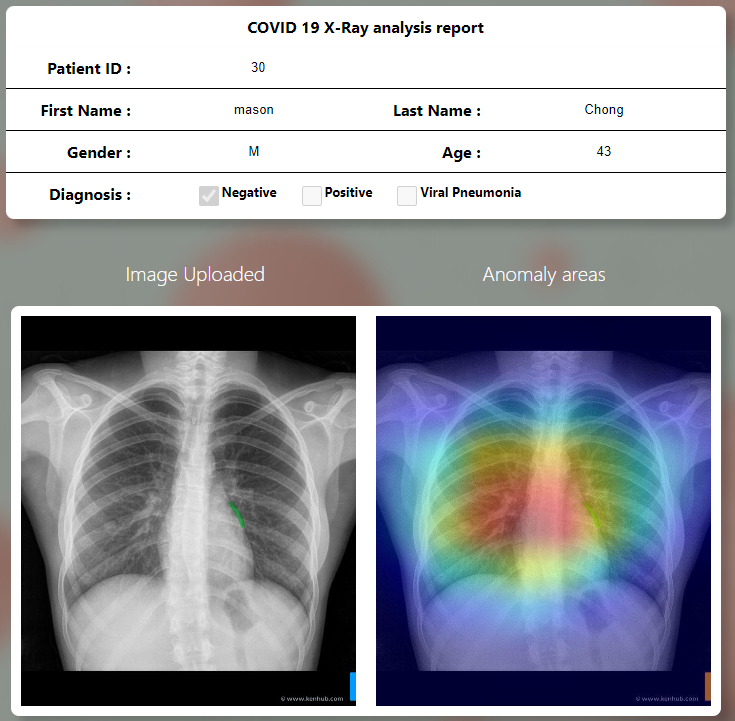 COVID 19 X-Ray analysis report
Patient ID : 30
First Name : mason Last Name : Chong
Gender : M Age : 43
Diagnosis : Negative Positive Viral Pneumonia
Image Uploaded Anomaly areas
© www.kenhub.com © www.kenhub.com